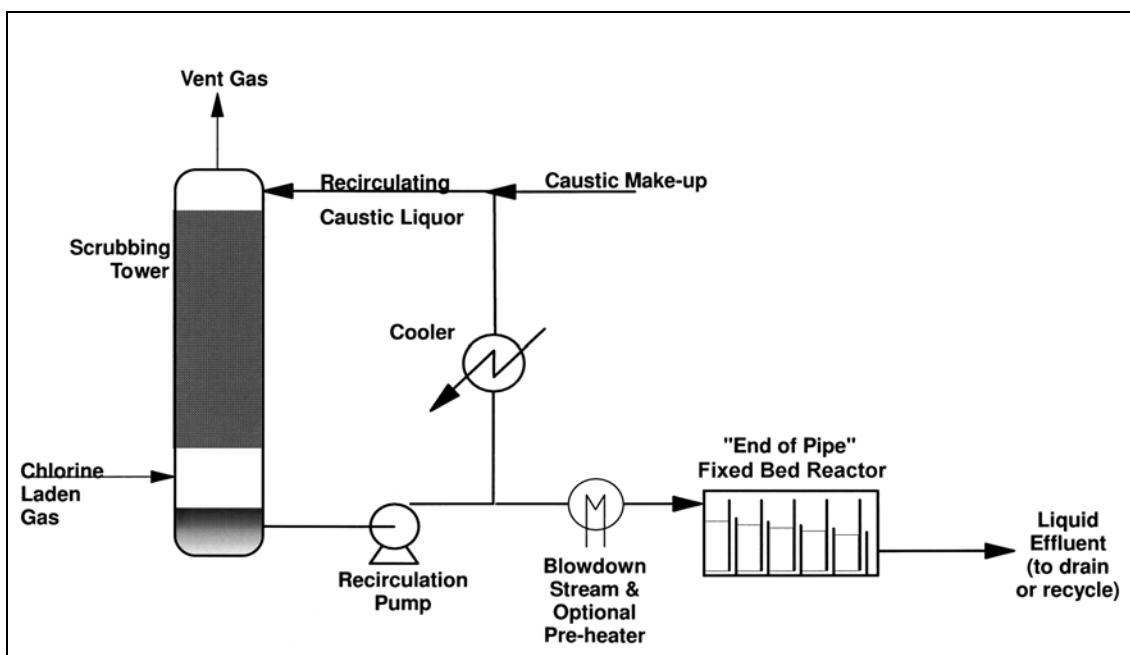 Vent Gas
Recirculating
Caustic Liquor
Caustic Make-up
Scrubbing
Tower
Cooler
Chlorine
Laden
Gas
Recirculation
Pump
Blowdown
Stream &
Optional
Pre-heater
"End of Pipe"
Fixed Bed Reactor
Liquid
Effluent
(to drain
or recycle)